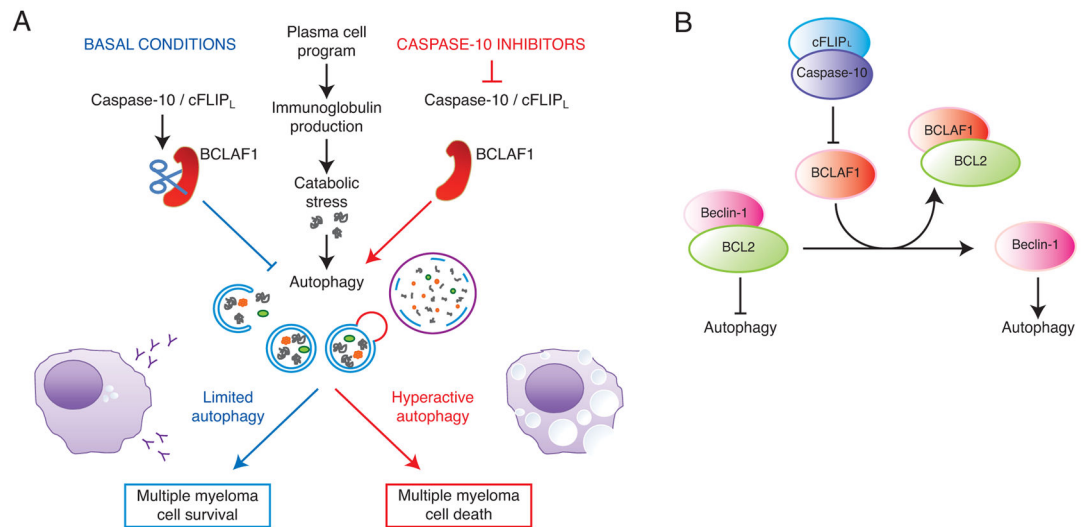 A
BASAL CONDITIONS
Plasma cell
program
CASPASE-10 INHIBITORS
Caspase-10 / cFLIPL
Immunoglobulin
production
Caspase-10 / cFLIPL
BCLAF1
BCLAF1
Catabolic
stress
Autophagy
Limited
autophagy
Hyperactive
autophagy
Multiple myeloma
cell survival
Multiple myeloma
cell death
B
cFLIPL
Caspase-10
BCLAF1
BCL2
BCLAF1
Beclin-1
BCL2
Beclin-1
Autophagy
Autophagy